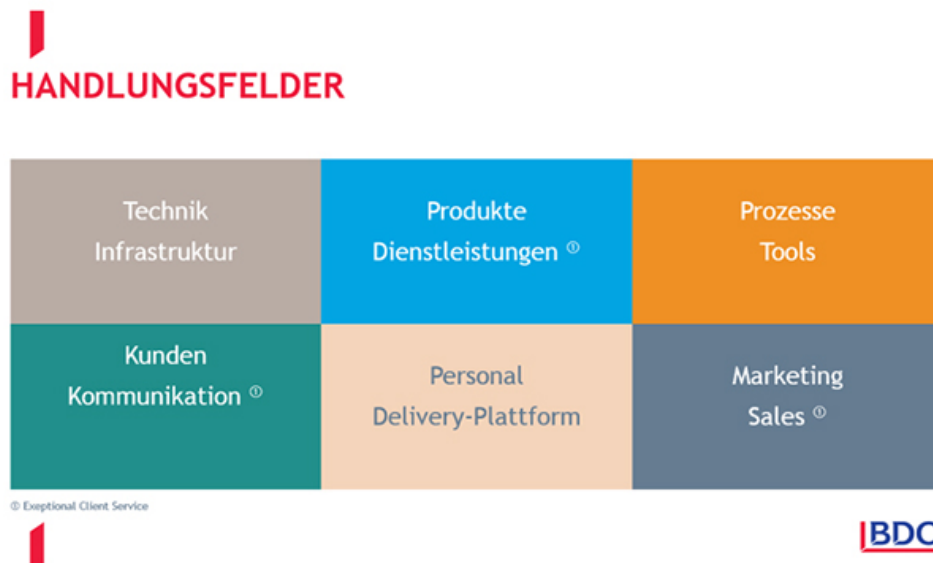 HANDLUNGSFELDER
Technik
Infrastruktur
Produkte
Dienstleistungen ①
Prozesse
Tools
Kunden
Kommunikation ①
Personal
Delivery-Plattform
Marketing
Sales ①
① Exeptional Client Service
BDO